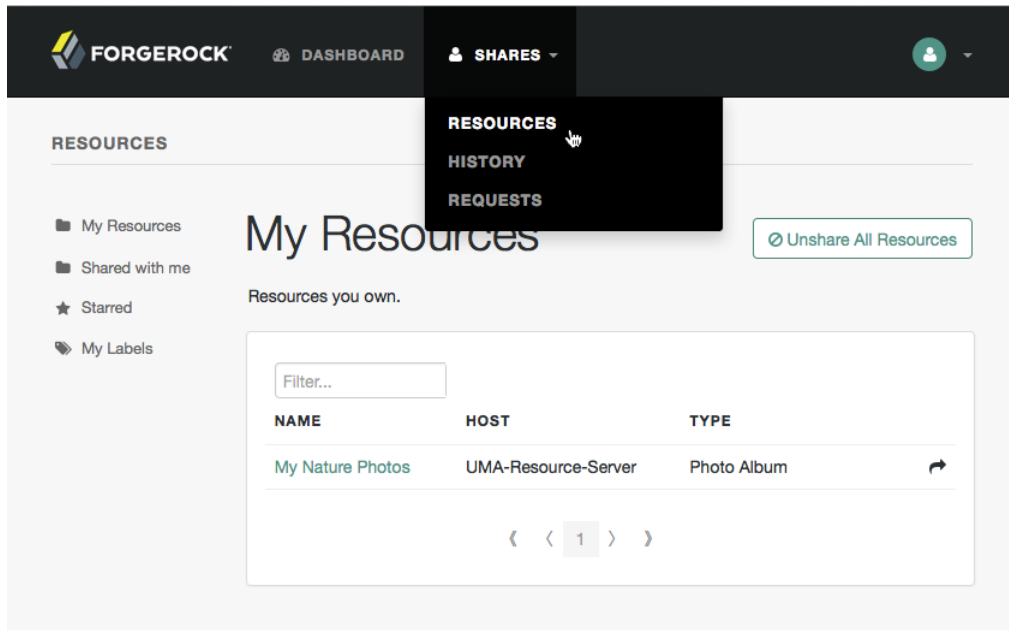 FORGEROCK
DASHBOARD
SHARES
RESOURCES
HISTORY
REQUESTS
RESOURCES
My Resources
Shared with me
Starred
My Labels
My Resources
Unshare All Resources
Resources you own.
Filter...
NAME HOST TYPE
My Nature Photos UMA-Resource-Server Photo Album
《 〈 1 〉 》